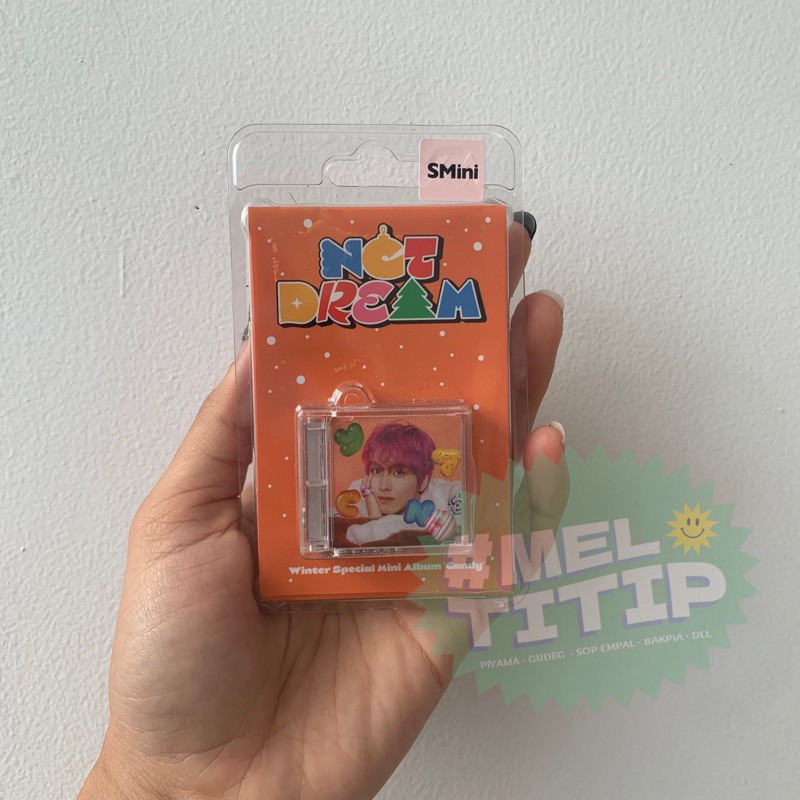 SMini
NCT
DREAM
Winter Special Mini Album 'Candy'
#MEL
TITIP
PIYAMA · GUDEG · SOP EMPAL · BAKPIA · DLL